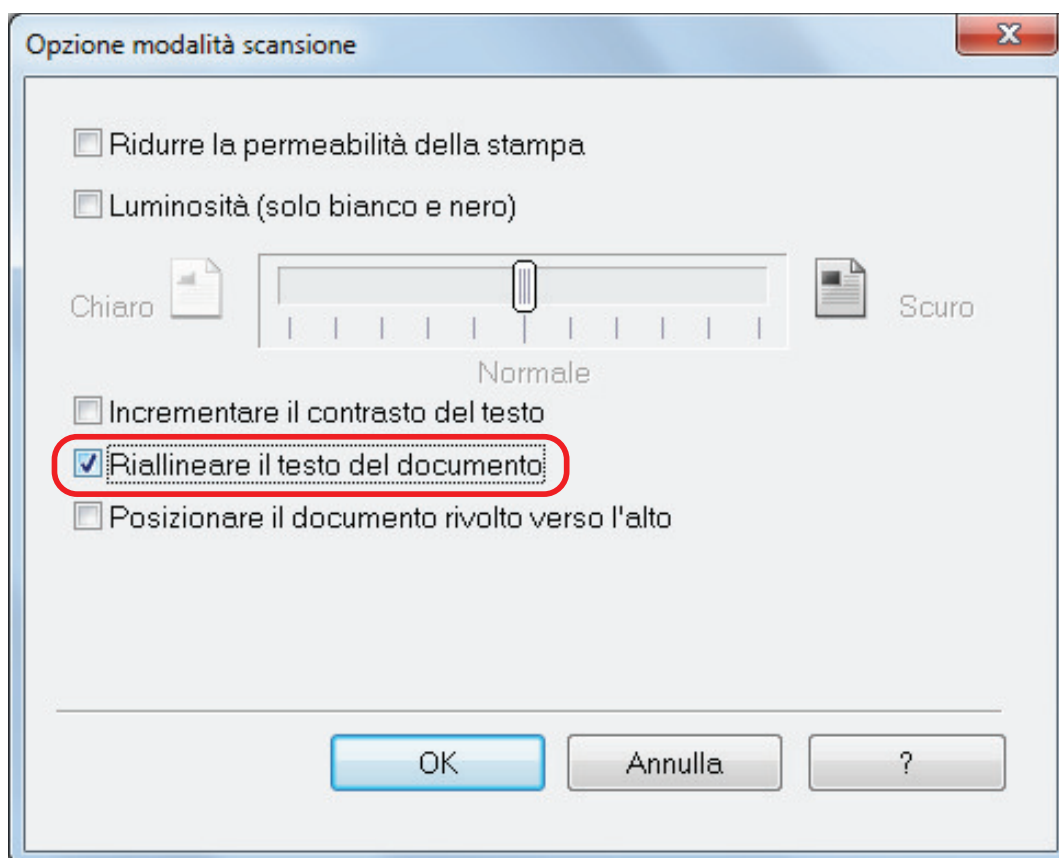 Opzione modalità scansione
Ridurre la permeabilità della stampa
Luminosità (solo bianco e nero)
Chiaro
Scuro
Normale
Incrementare il contrasto del testo
Riallineare il testo del documento
Posizionare il documento rivolto verso l'alto
OK Annulla ?